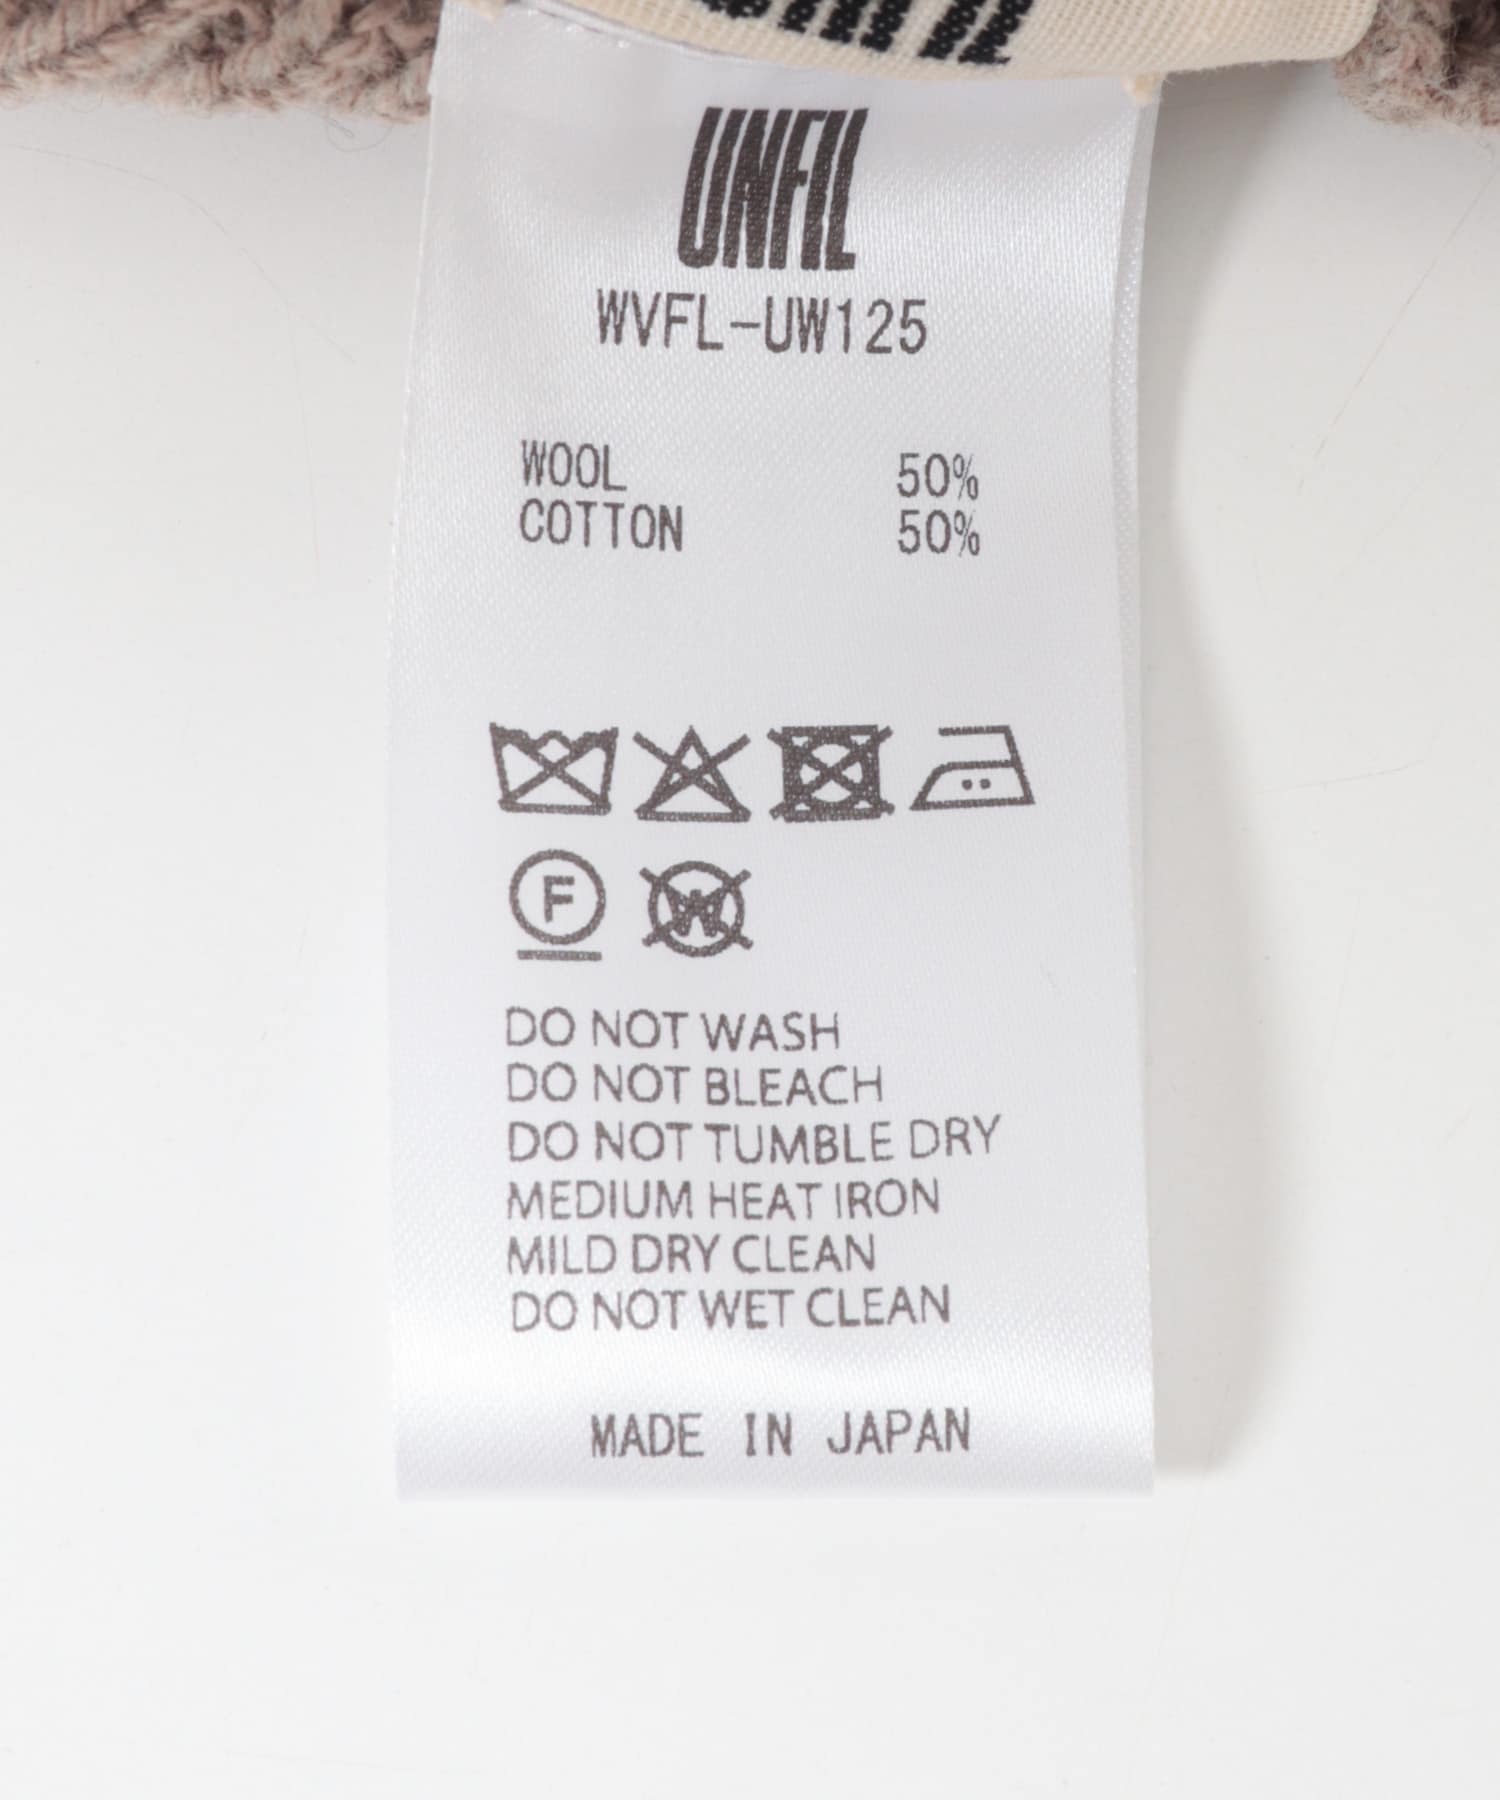 UNFIL
WVFL-UW125
WOOL 50%
COTTON 50%
F W
DO NOT WASH
DO NOT BLEACH
DO NOT TUMBLE DRY
MEDIUM HEAT IRON
MILD DRY CLEAN
DO NOT WET CLEAN
MADE IN JAPAN